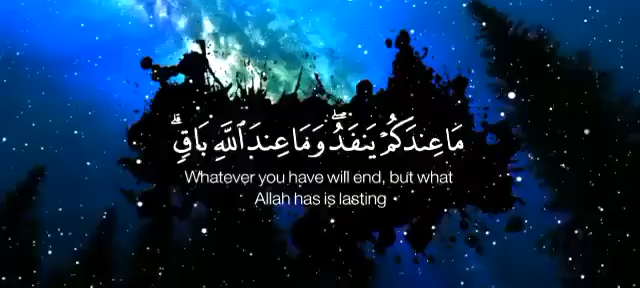 مَا عِندَكُمْ يَنفَدُ ۖ وَمَا عِندَ ٱللَّهِ بَاقٍ ۗ
Whatever you have will end, but what
Allah has is lasting